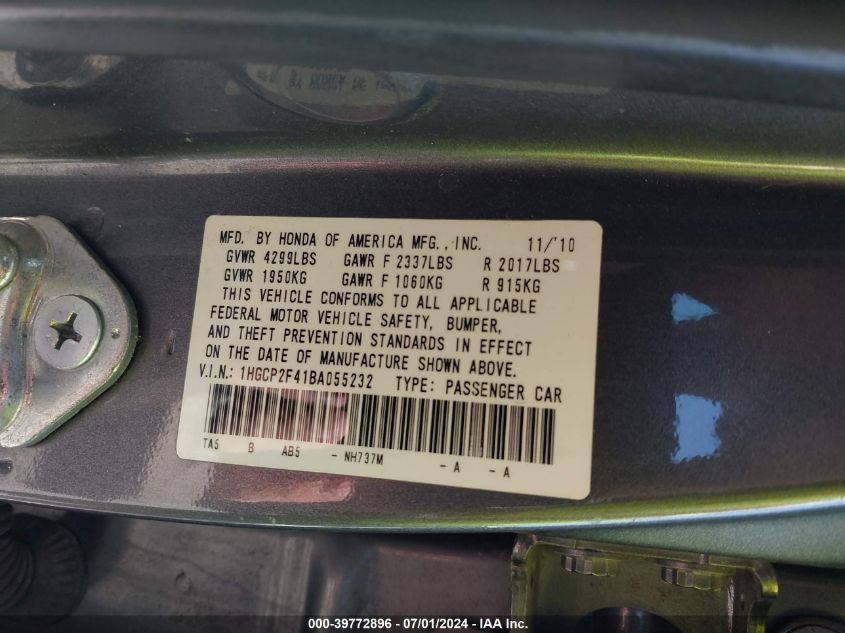 MFD. BY HONDA OF AMERICA MFG., INC. 11/'10
GVWR 4299LBS GAWR F 2337LBS R 2017LBS
GVWR 1950KG GAWR F 1060KG R 915KG
THIS VEHICLE CONFORMS TO ALL APPLICABLE
FEDERAL MOTOR VEHICLE SAFETY, BUMPER,
AND THEFT PREVENTION STANDARDS IN EFFECT
ON THE DATE OF MANUFACTURE SHOWN ABOVE.
V.I.N.: 1HGCP2F41BA055232 TYPE: PASSENGER CAR
TA5 B AB5 - NH737M - A - A
000-39772896 / 07/01/2024 / IAA Inc.